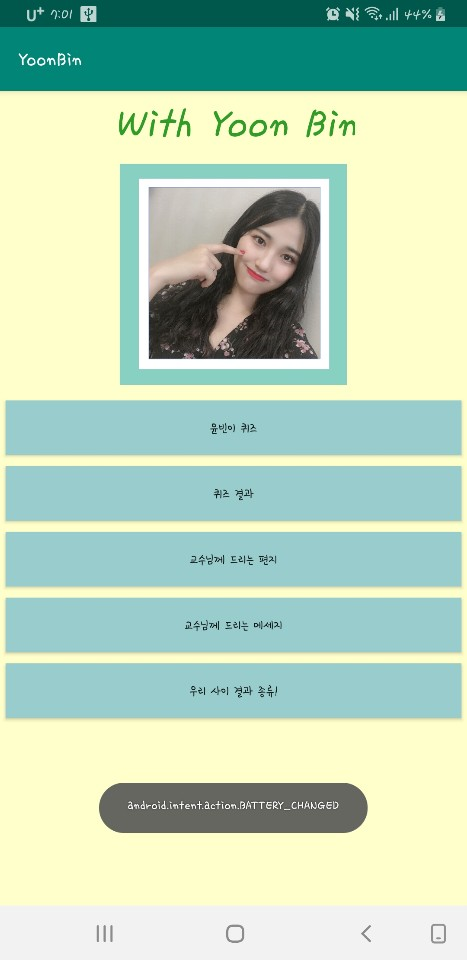 U+ 7:01 44%
YoonBin
With Yoon Bin
윤빈이 퀴즈
퀴즈 결과
교수님께 드리는 편지
교수님께 드리는 메세지
우리 사이 결과 종류!
android.intent.action.BATTERY_CHANGED